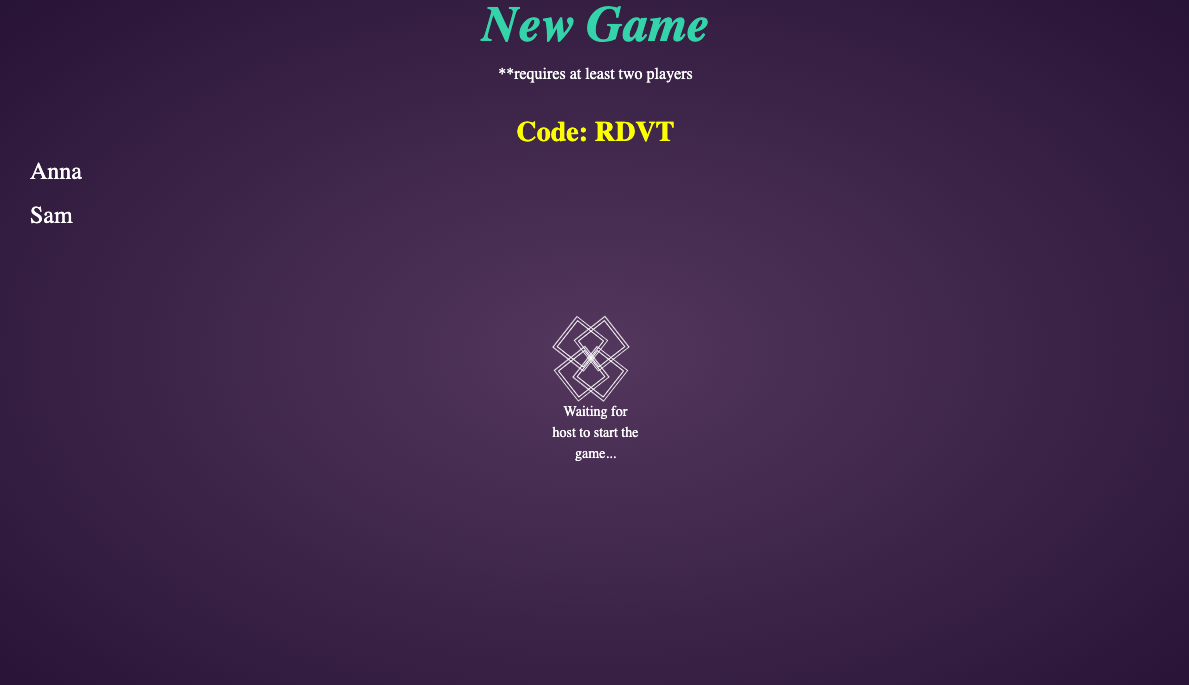 New Game
**requires at least two players
Code: RDVT
Anna
Sam
Waiting for
host to start the
game...